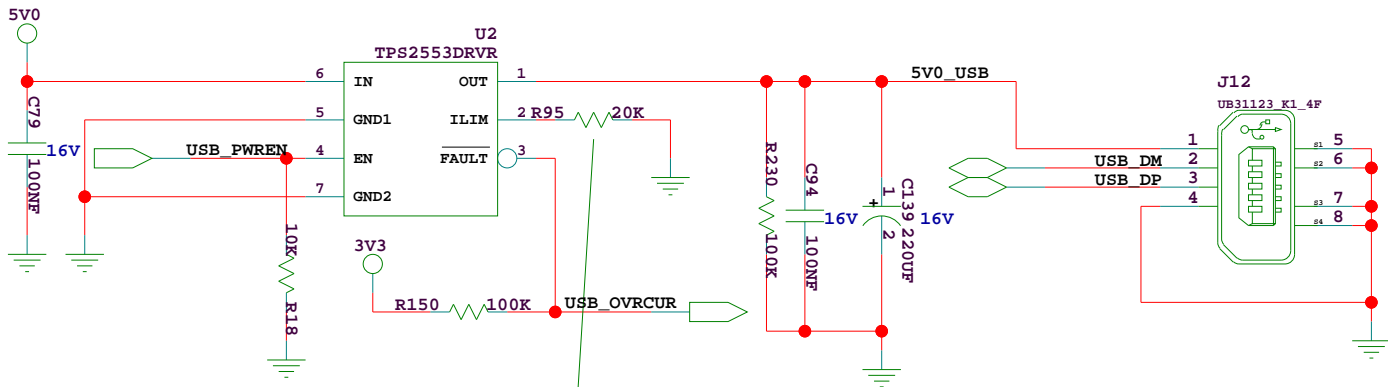 5V0
C79
16V
100NF
U2
TPS2553DRVR
6 IN OUT 1
5 GND1 ILIM 2
4 EN FAULT 3
7 GND2
USB_PWREN
10K
R18
R95 20K
3V3
R150 100K
USB_OVRCUR
5V0_USB
R230
100K
C94
16V
100NF
1
C139
220UF
16V
+
2
J12
UB31123_K1_4F
1 S1 5
USB_DM 2 S2 6
USB_DP 3 S3 7
4 S4 8